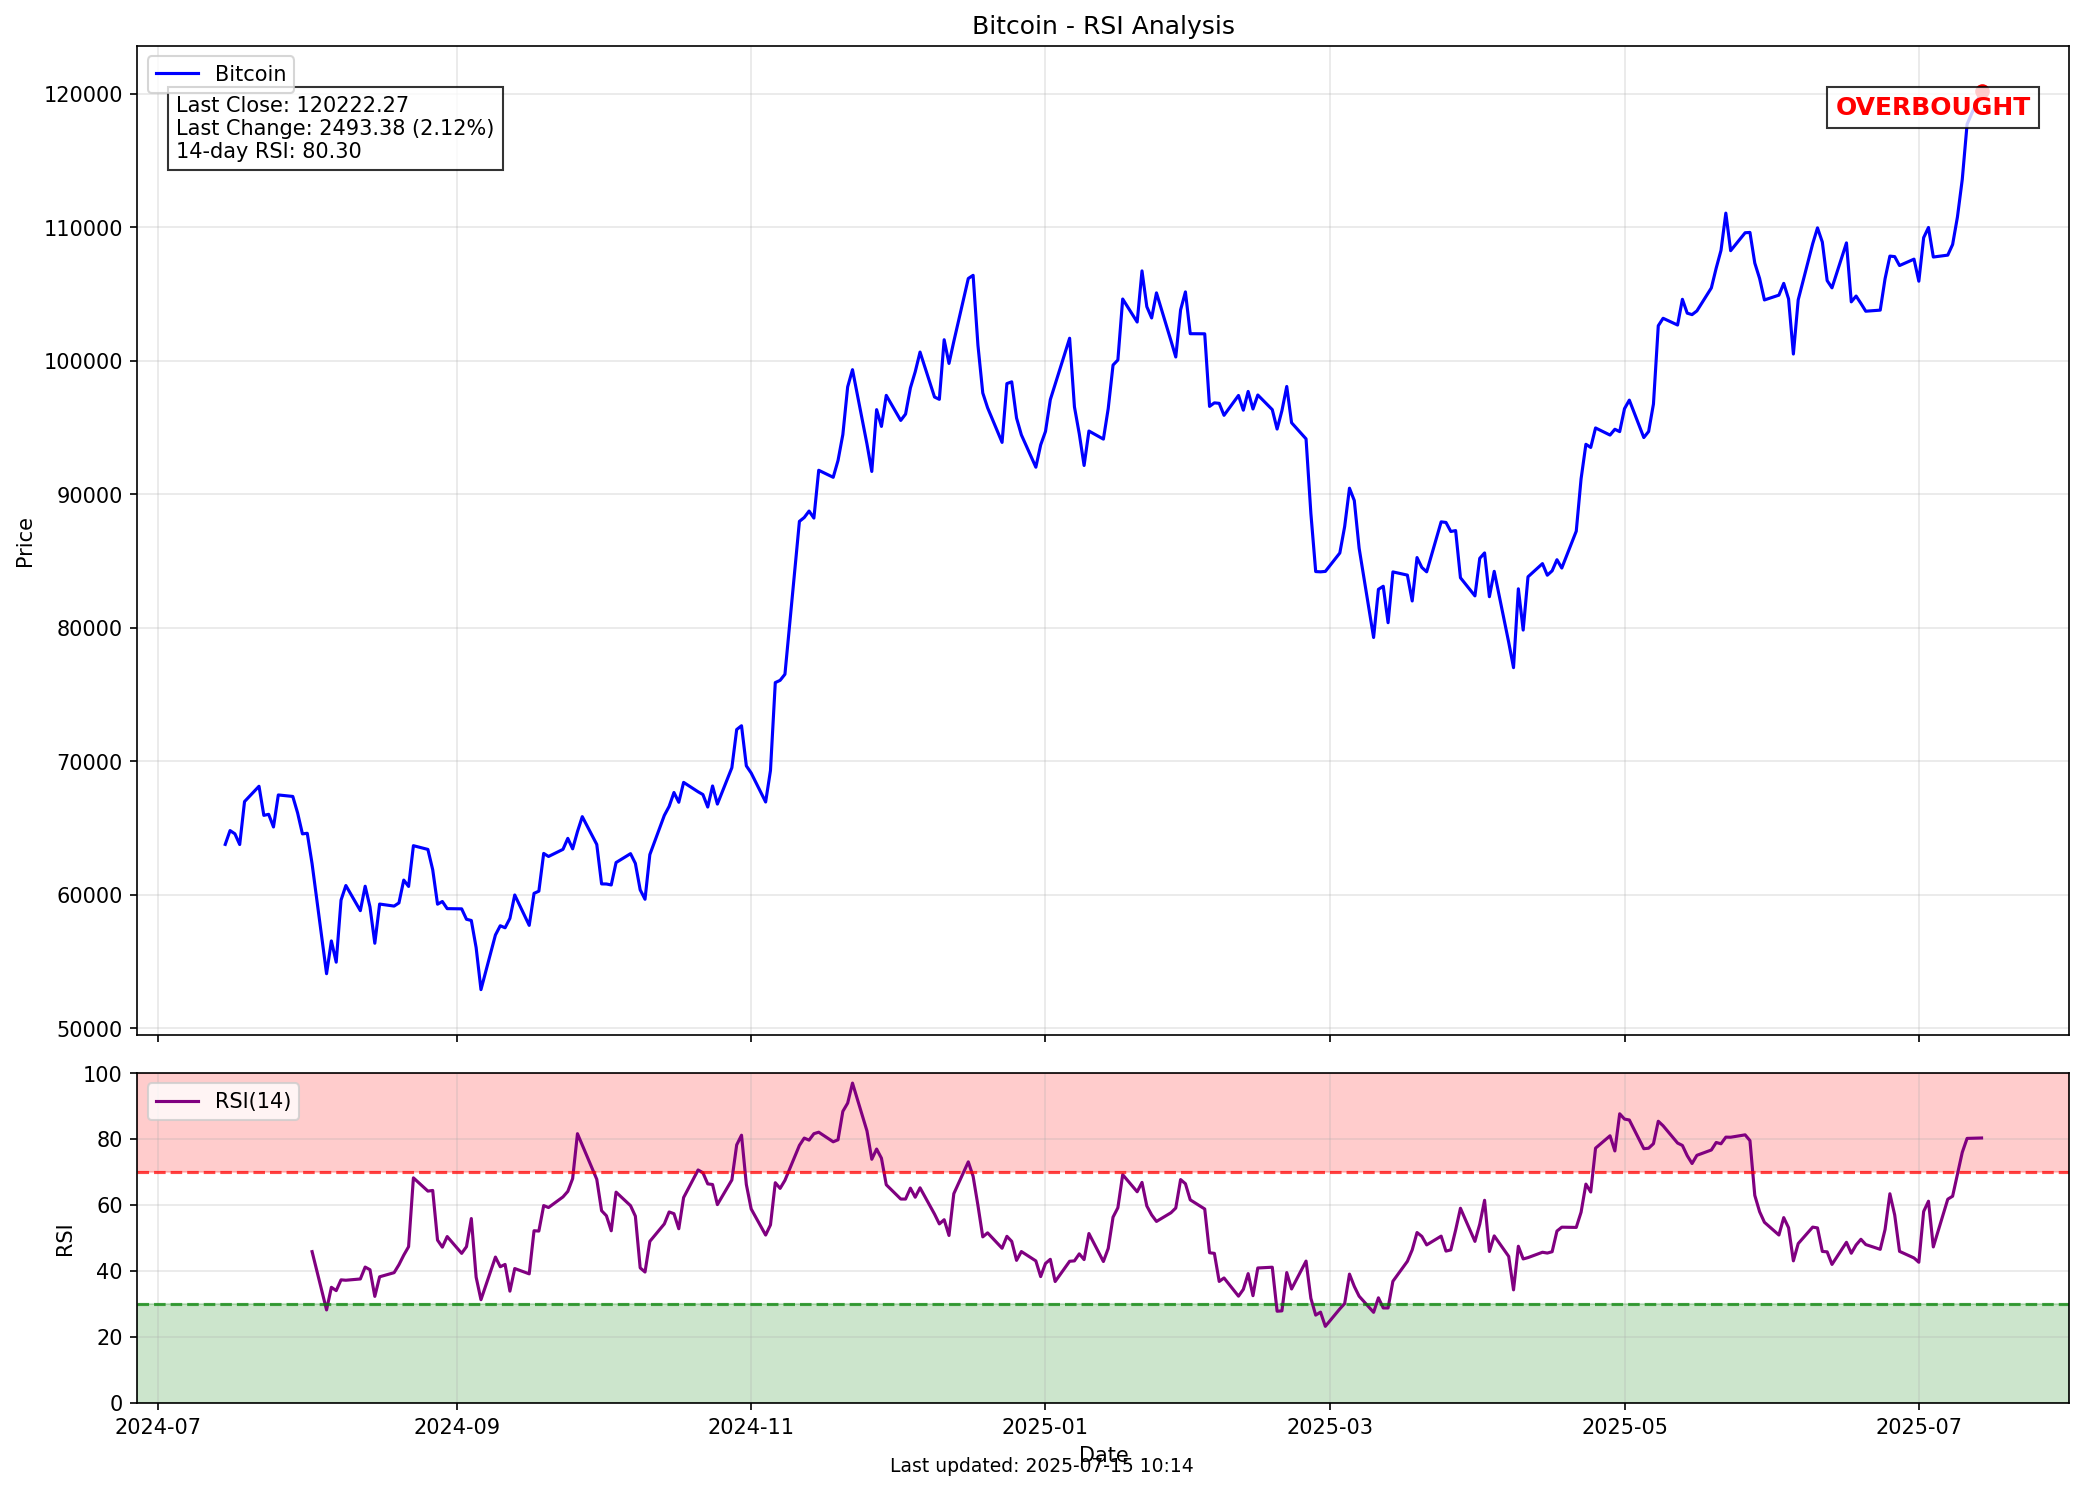 Bitcoin - RSI Analysis
Bitcoin
Last Close: 120222.27
Last Change: 2493.38 (2.12%)
14-day RSI: 80.30
OVERBOUGHT
120000
110000
100000
90000
80000
70000
60000
50000
Price
RSI(14)
100
80
60
40
20
0
RSI
2024-07
2024-09
2024-11
2025-01
2025-03
2025-05
2025-07
Date
Last updated: 2025-07-15 10:14